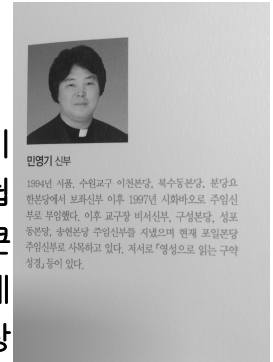 민영기 신부
1994년 서품, 수원교구 이천본당, 북수동본당, 분당요
한본당에서 보좌신부 이후 1997년 시화바오로 주임신
부로 부임했다. 이후 교구장 비서신부, 구성본당, 성포
동본당, 송현본당 주임신부를 지냈으며 현재 포일본당
주임신부로 사목하고 있다. 저서로 「영성으로 읽는 구약
성경」등이 있다.